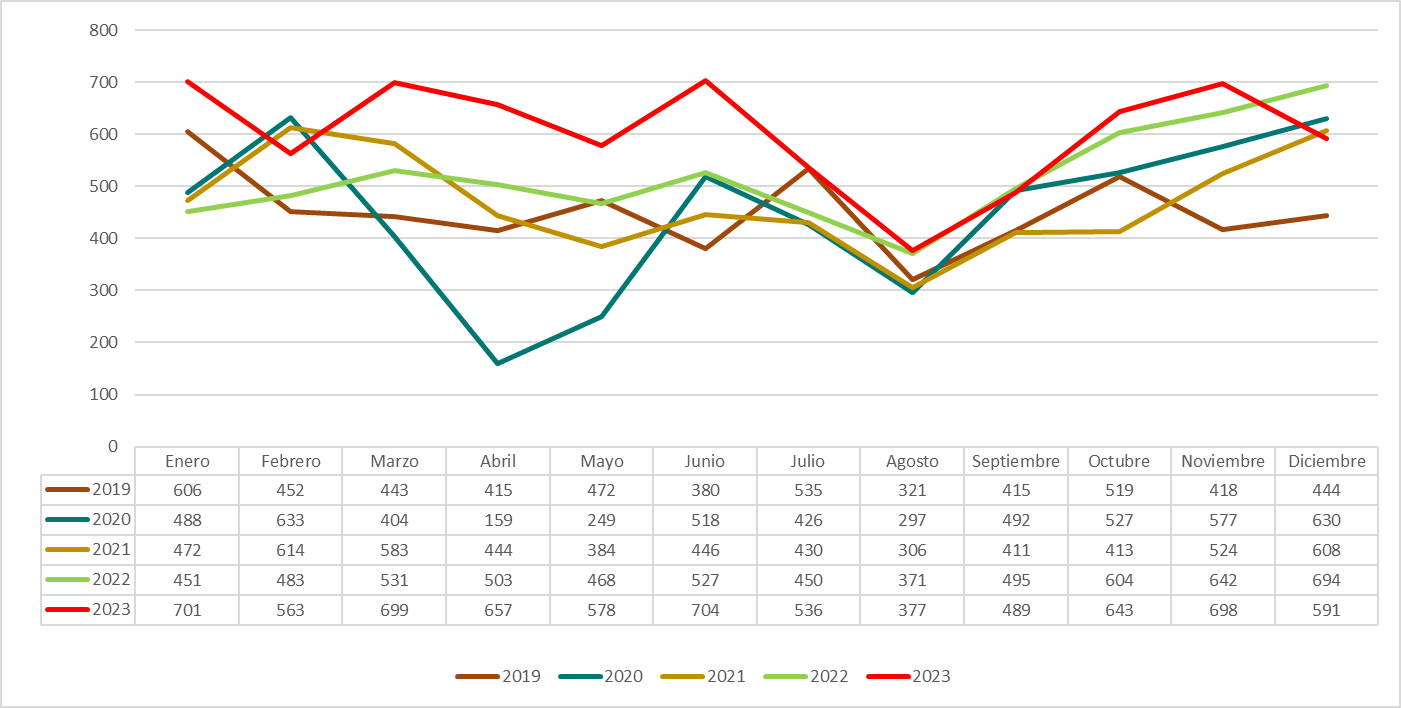 800
700
600
500
400
300
200
100
0
Enero Febrero Marzo Abril Mayo Junio Julio Agosto Septiembre Octubre Noviembre Diciembre
2019 606 452 443 415 472 380 535 321 415 519 418 444
2020 488 633 404 159 249 518 426 297 492 527 577 630
2021 472 614 583 444 384 446 430 306 411 413 524 608
2022 451 483 531 503 468 527 450 371 495 604 642 694
2023 701 563 699 657 578 704 536 377 489 643 698 591
2019 2020 2021 2022 2023